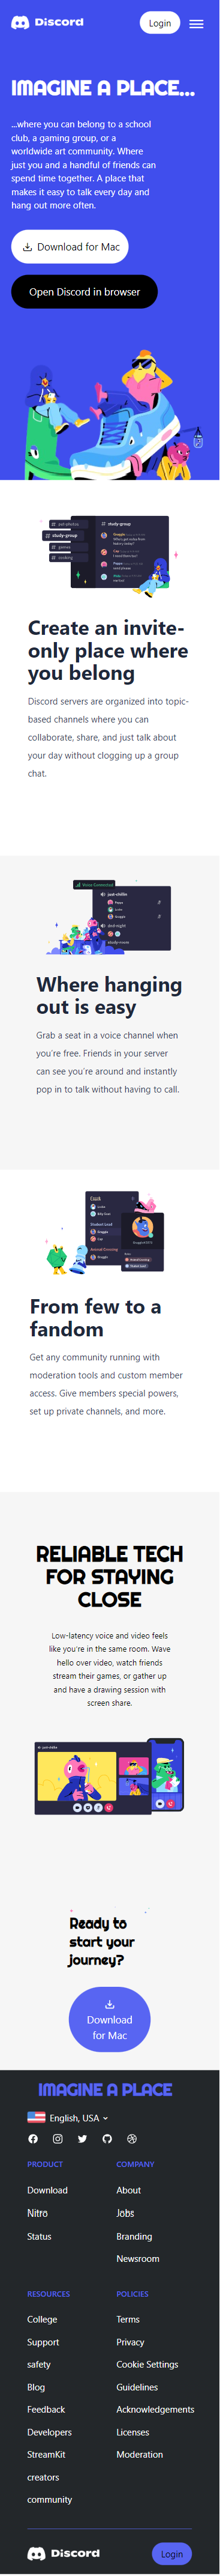 Discord
Login
IMAGINE A PLACE...
...where you can belong to a school
club, a gaming group, or a
worldwide art community. Where
just you and a handful of friends can
spend time together. A place that
makes it easy to talk every day and
hang out more often.
Download for Mac
Open Discord in browser
study-group
study-group
Create an invite-
only place where
you belong
Discord servers are organized into topic-
based channels where you can
collaborate, share, and just talk about
your day without clogging up a group
chat.
Voice Connected
just-chillin
study-room
Where hanging
out is easy
Grab a seat in a voice channel when
you're free. Friends in your server
can see you're around and instantly
pop in to talk without having to call.
From few to a
fandom
Get any community running with
moderation tools and custom member
access. Give members special powers,
set up private channels, and more.
RELIABLE TECH
FOR STAYING
CLOSE
Low-latency voice and video feels
like you're in the same room. Wave
hello over video, watch friends
stream their games, or gather up
and have a drawing session with
screen share.
Ready to
start your
journey?
Download
for Mac
IMAGINE A PLACE
English, USA
PRODUCT COMPANY
Download About
Nitro Jobs
Status Branding
Newsroom
RESOURCES POLICIES
College Terms
Support Privacy
safety Cookie Settings
Blog Guidelines
Feedback Acknowledgements
Developers Licenses
StreamKit Moderation
creators
community
Discord
Login